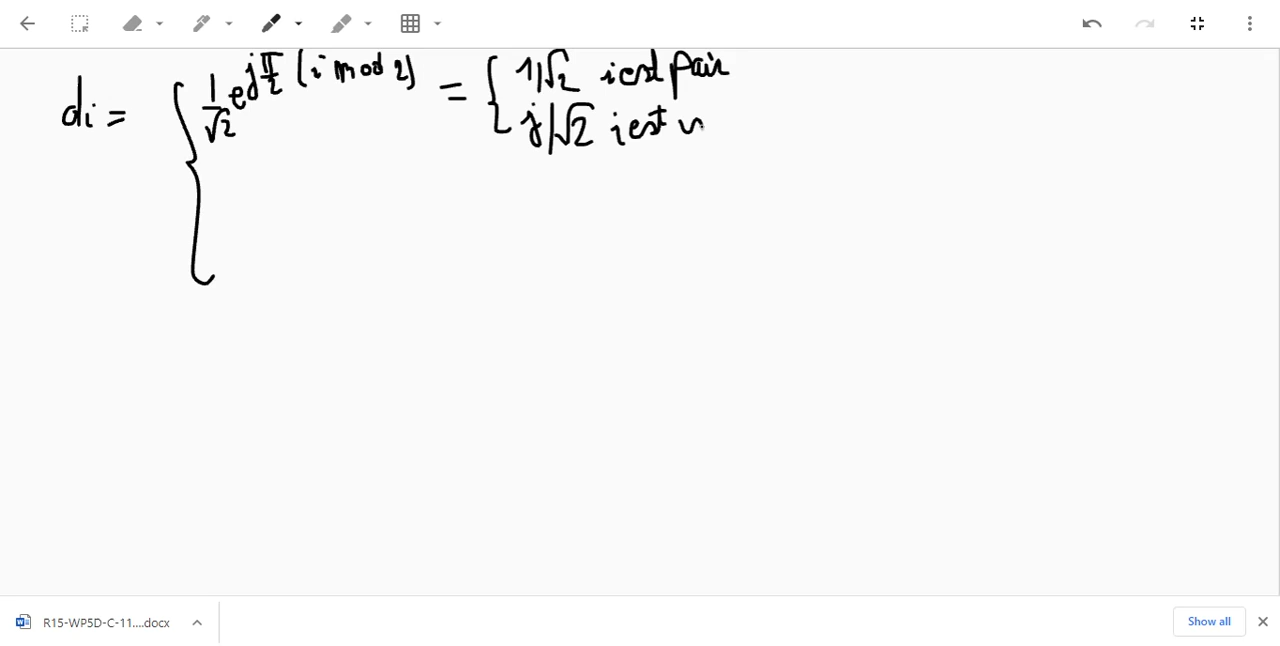 di = { 1/√2 e^jπ/2 (i mod 2) = { 1/√2 i est pair
j/√2 i est
R15-WP5D-C-11....docx
Show all